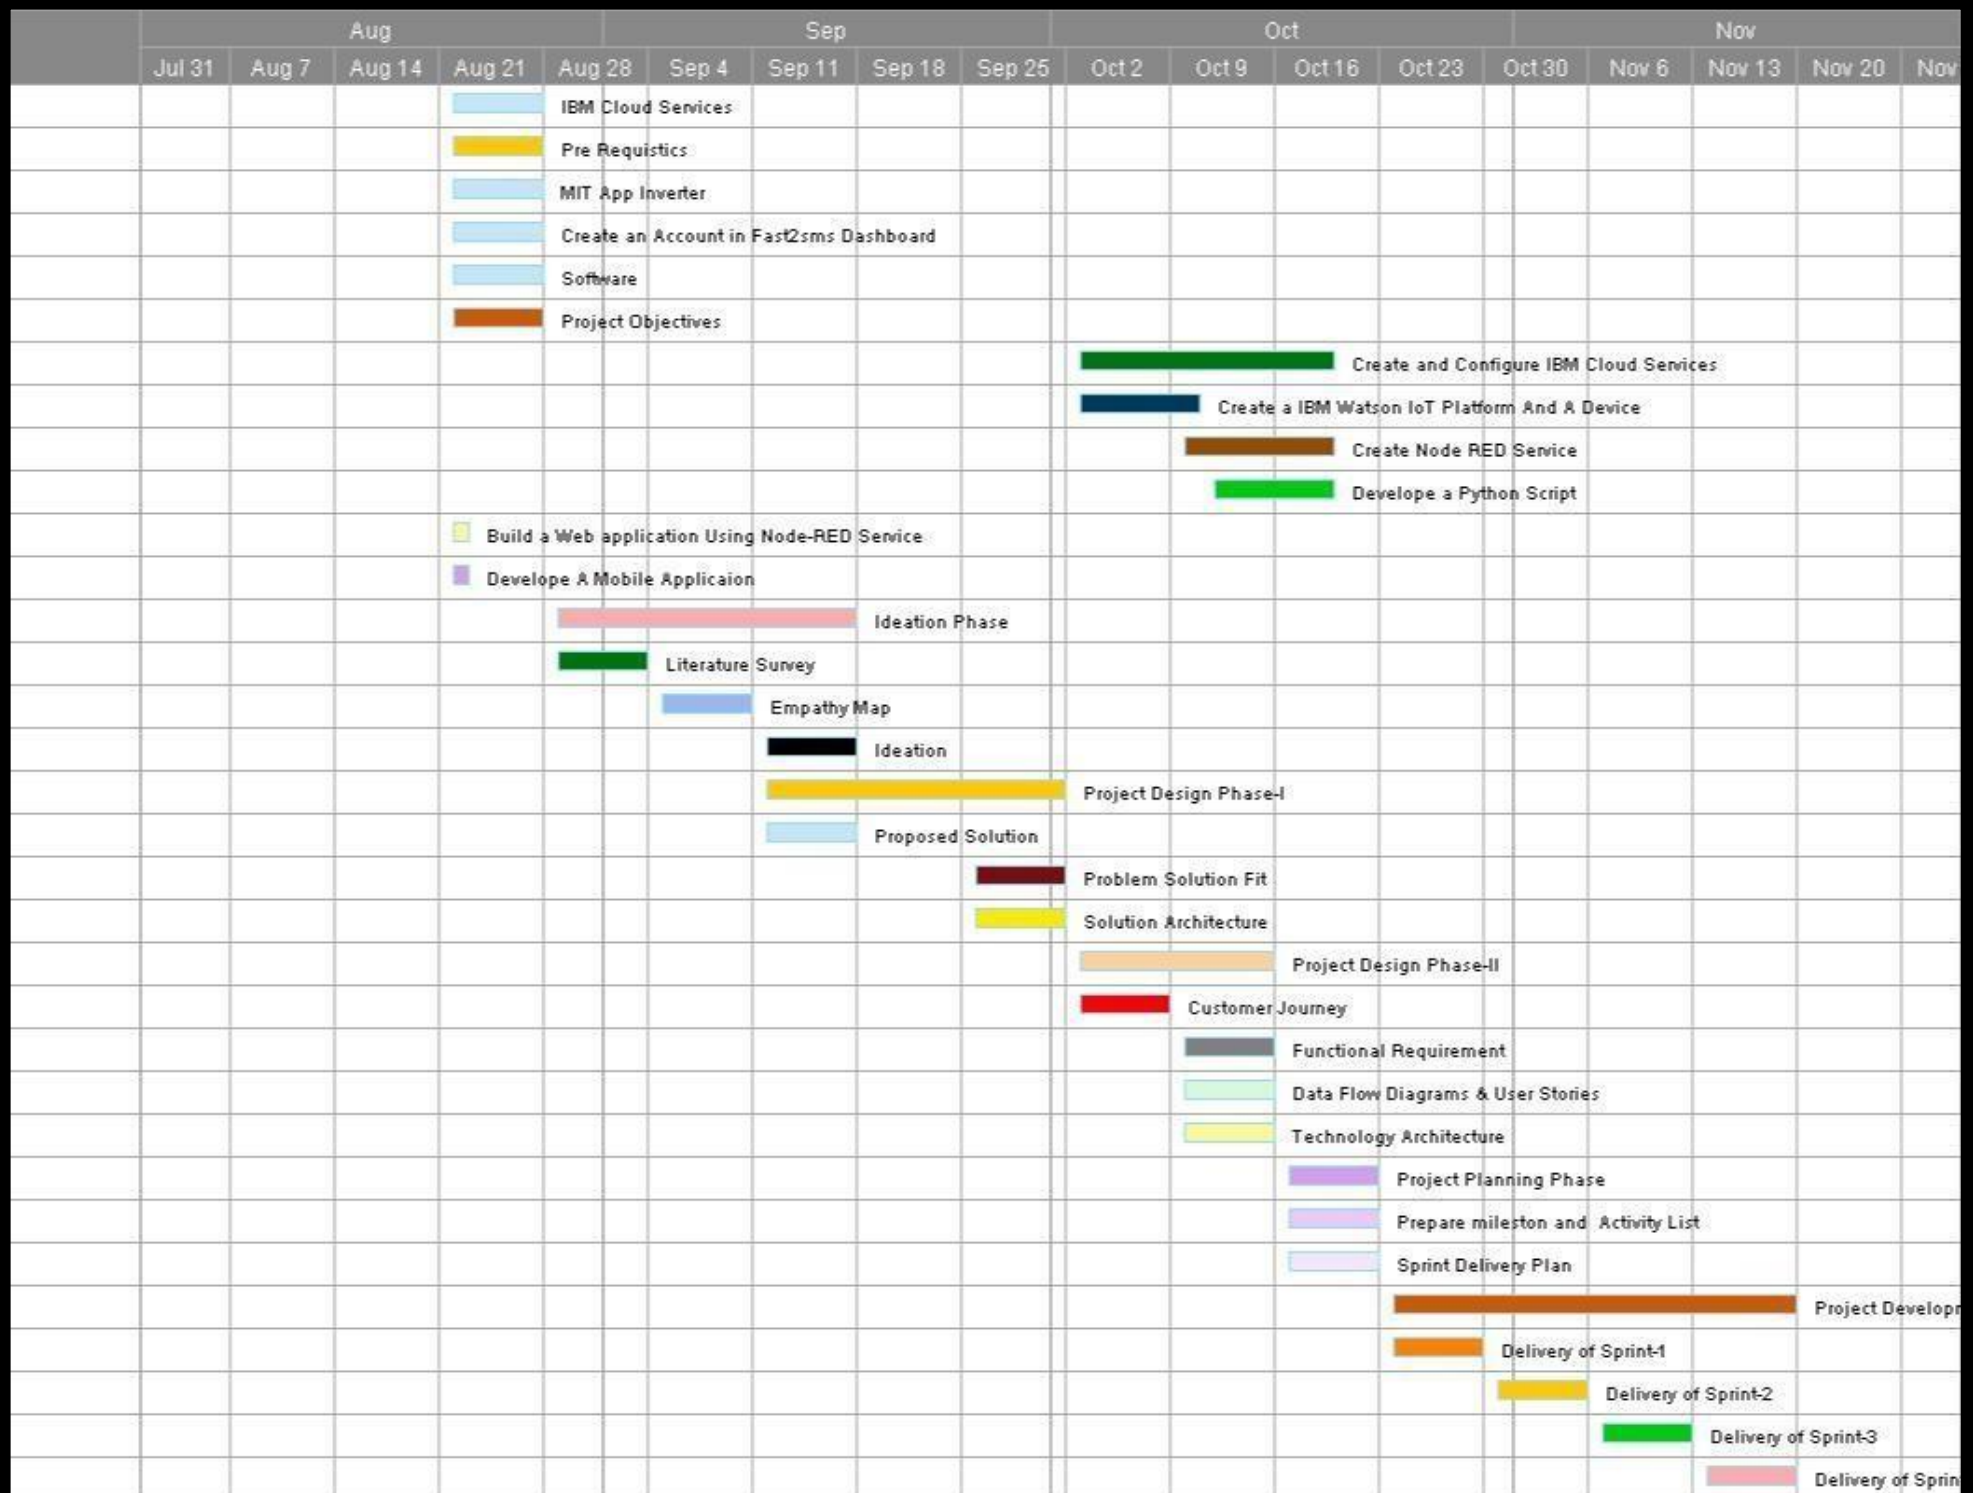 Aug Sep Oct Nov
Jul 31 Aug 7 Aug 14 Aug 21 Aug 28 Sep 4 Sep 11 Sep 18 Sep 25 Oct 2 Oct 9 Oct 16 Oct 23 Oct 30 Nov 6 Nov 13 Nov 20 Nov
IBM Cloud Services
Pre Requistics
MIT App Inverter
Create an Account in Fast2sms Dashboard
Software
Project Objectives
Create and Configure IBM Cloud Services
Create a IBM Watson IoT Platform And A Device
Create Node RED Service
Develope a Python Script
Build a Web application Using Node-RED Service
Develope A Mobile Applicaion
Ideation Phase
Literature Survey
Empathy Map
Ideation
Project Design Phase-I
Proposed Solution
Problem Solution Fit
Solution Architecture
Project Design Phase-II
Customer Journey
Functional Requirement
Data Flow Diagrams & User Stories
Technology Architecture
Project Planning Phase
Prepare mileston and Activity List
Sprint Delivery Plan
Project Developr
Delivery of Sprint-1
Delivery of Sprint-2
Delivery of Sprint-3
Delivery of Sprin